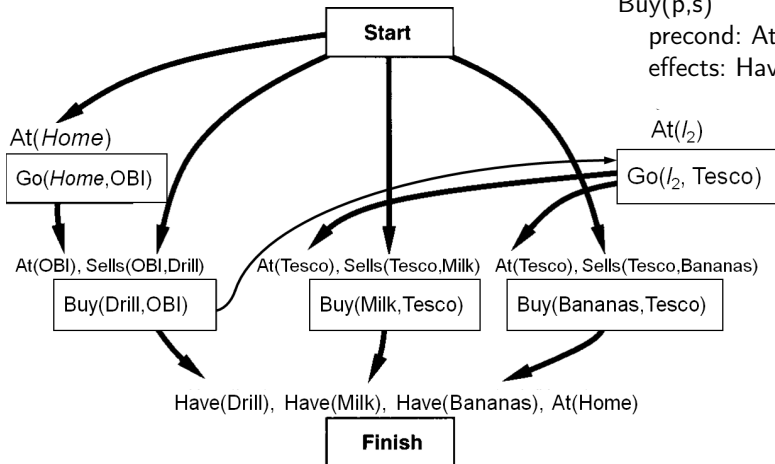 Start
Buy(p,s)
precond: At
effects: Hav
At(Home)
Go(Home,OBI)
At(l₂)
Go(l₂, Tesco)
At(OBI), Sells(OBI,Drill)
At(Tesco), Sells(Tesco,Milk)
At(Tesco), Sells(Tesco,Bananas)
Buy(Drill,OBI)
Buy(Milk,Tesco)
Buy(Bananas,Tesco)
Have(Drill), Have(Milk), Have(Bananas), At(Home)
Finish